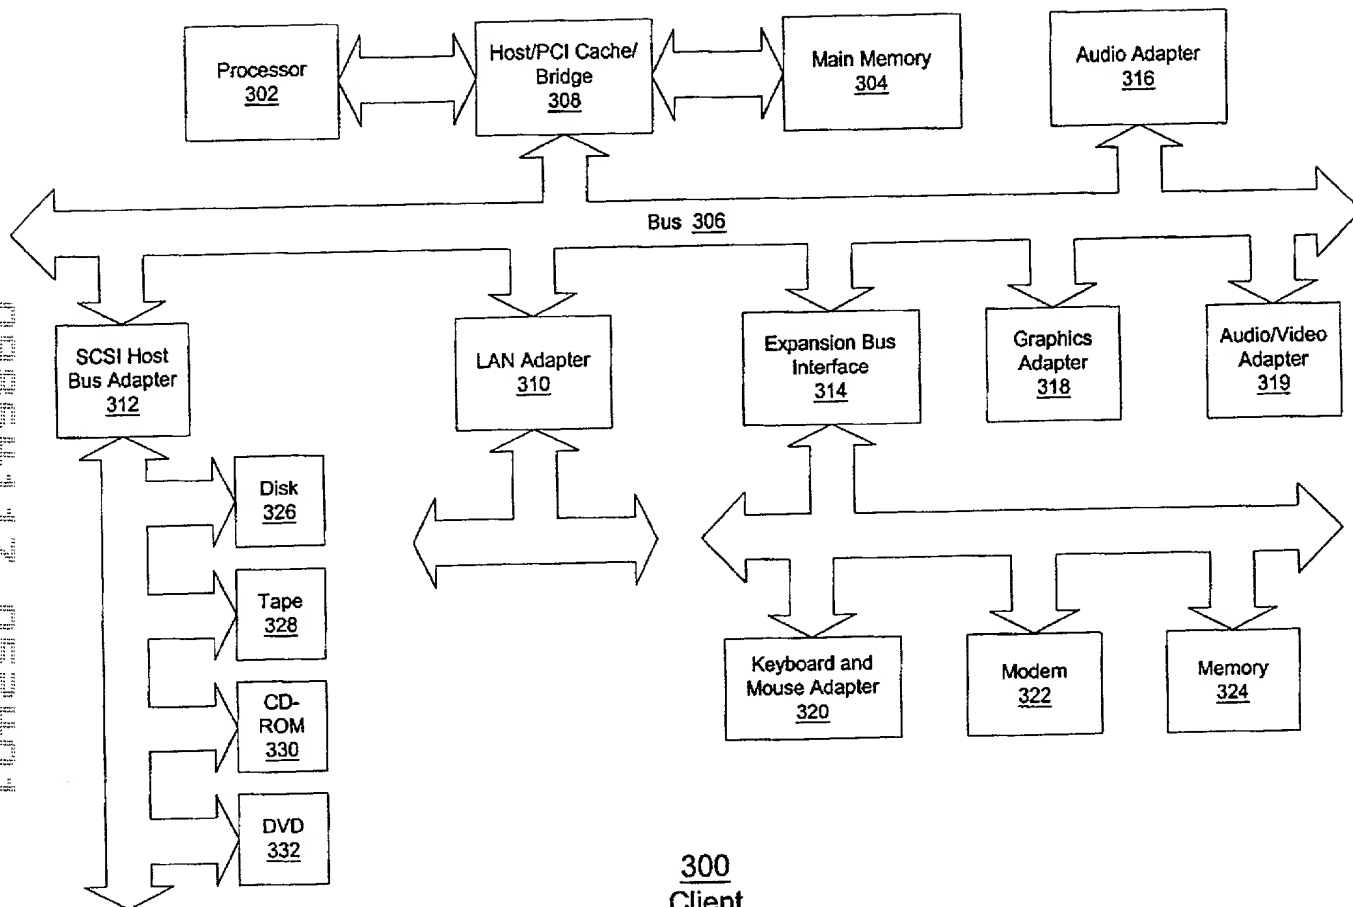 Processor
302
Host/PCI Cache/
Bridge
308
Main Memory
304
Audio Adapter
316
Bus 306
SCSI Host
Bus Adapter
312
LAN Adapter
310
Expansion Bus
Interface
314
Graphics
Adapter
318
Audio/Video
Adapter
319
Disk
326
Tape
328
CD-
ROM
330
DVD
332
Keyboard and
Mouse Adapter
320
Modem
322
Memory
324
300
Client